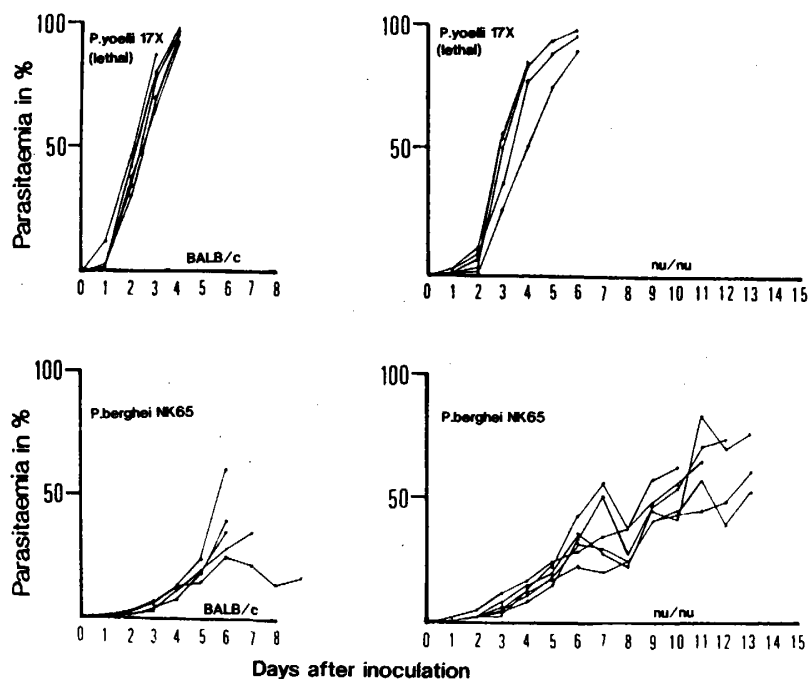 100
P.yoelii 17X
(lethal)
Parasitaemia in %
50
BALB/c
0 1 2 3 4 5 6 7 8
100
P.yoelii 17X
(lethal)
50
nu/nu
0 1 2 3 4 5 6 7 8 9 10 11 12 13 14 15
100
P.berghei NK65
Parasitaemia in %
50
BALB/c
0 1 2 3 4 5 6 7 8
100
P.berghei NK65
50
nu/nu
0 1 2 3 4 5 6 7 8 9 10 11 12 13 14 15
Days after inoculation